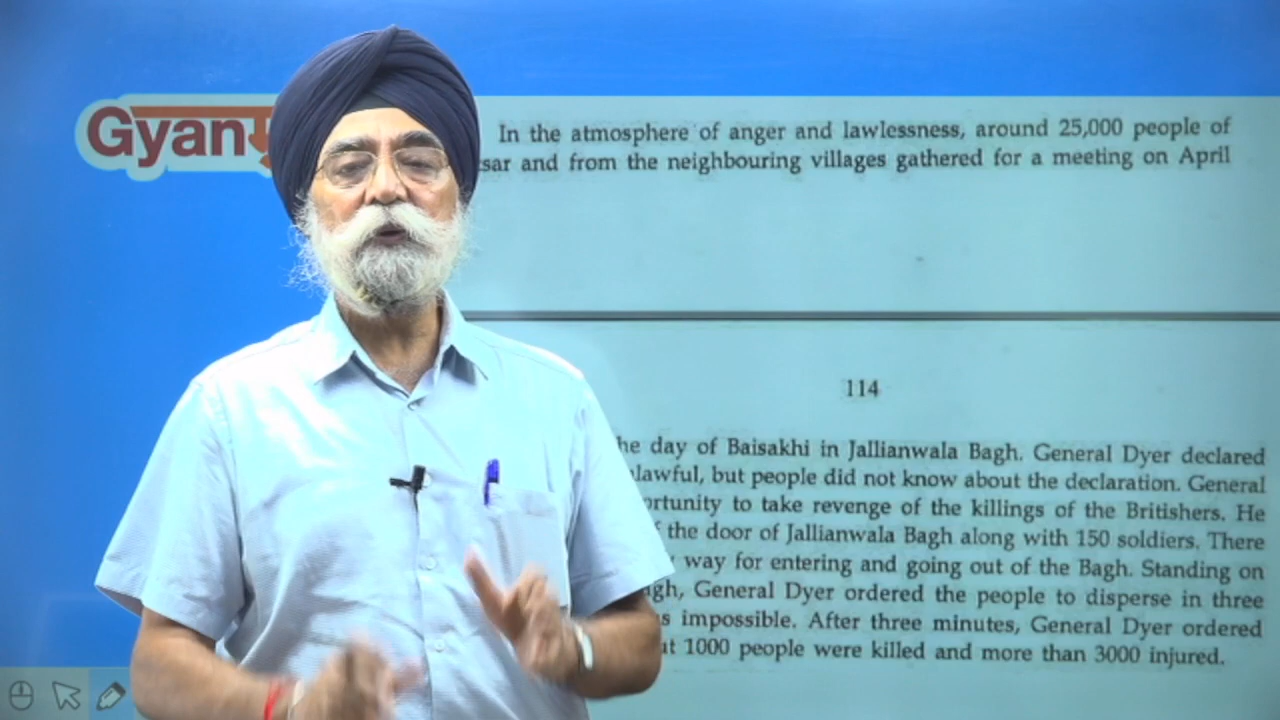 Gyan
In the atmosphere of anger and lawlessness, around 25,000 people of
sar and from the neighbouring villages gathered for a meeting on April
114
he day of Baisakhi in Jallianwala Bagh. General Dyer declared
lawful, but people did not know about the declaration. General
ortunity to take revenge of the killings of the Britishers. He
f the door of Jallianwala Bagh along with 150 soldiers. There
way for entering and going out of the Bagh. Standing on
gh, General Dyer ordered the people to disperse in three
s impossible. After three minutes, General Dyer ordered
ut 1000 people were killed and more than 3000 injured.